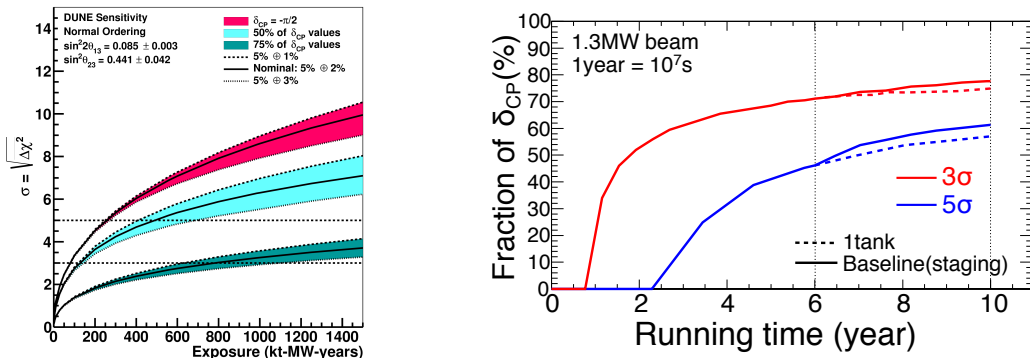 DUNE Sensitivity
Normal Ordering
sin²2θ₁₃ = 0.085 ± 0.003
sin²θ₂₃ = 0.441 ± 0.042
δCP = -π/2
50% of δCP values
75% of δCP values
5% ⊕ 1%
Nominal: 5% ⊕ 2%
5% ⊕ 3%
σ = √Δχ²
14
12
10
8
6
4
2
0
0 200 400 600 800 1000 1200 1400
Exposure (kt-MW-years)
1.3MW beam
1year = 10⁷s
Fraction of δCP(%)
100
90
80
70
60
50
40
30
20
10
0
3σ
5σ
1tank
Baseline(staging)
0 2 4 6 8 10
Running time (year)